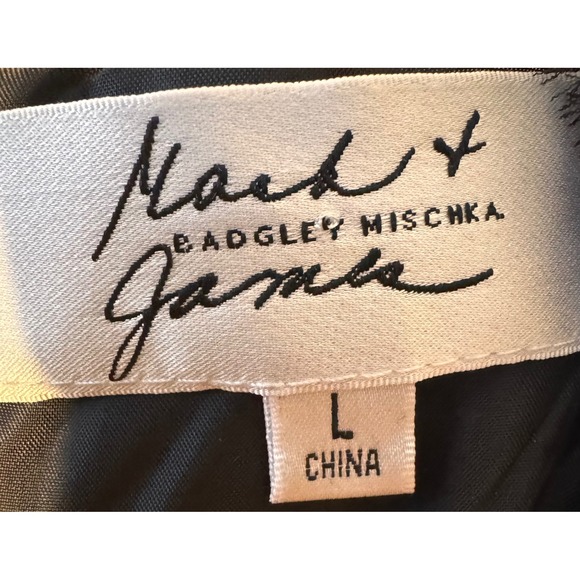 Mark +
BADGLEY MISCHKA
James
L
CHINA